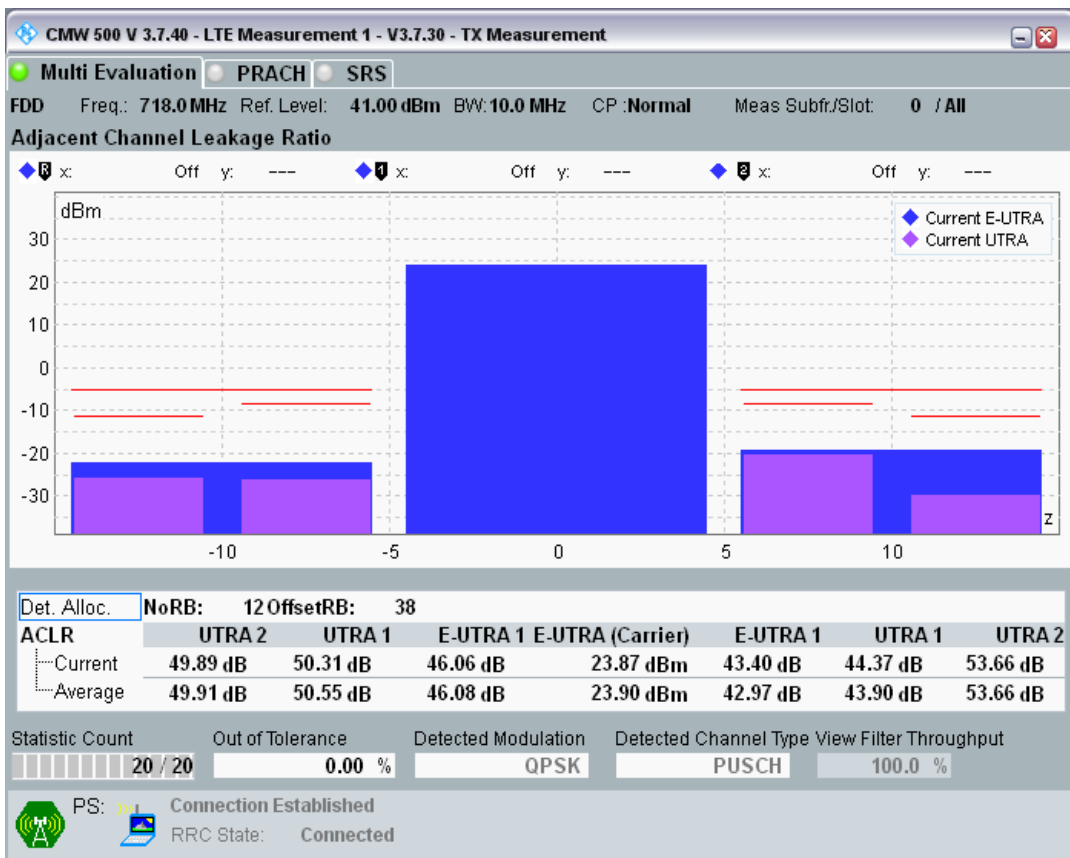 CMW 500 V 3.7.40 - LTE Measurement 1 - V3.7.30 - TX Measurement
Multi Evaluation PRACH SRS
FDD Freq.: 718.0 MHz Ref. Level: 41.00 dBm BW: 10.0 MHz CP : Normal Meas Subfr./Slot: 0 / All
Adjacent Channel Leakage Ratio
R x: Off y: --- 1 x: Off y: --- 2 x: Off y: ---
dBm
Current E-UTRA
Current UTRA
30
20
10
0
-10
-20
-30
z
-10 -5 0 5 10
Det. Alloc. NoRB: 12 OffsetRB: 38
ACLR UTRA 2 UTRA 1 E-UTRA 1 E-UTRA (Carrier) E-UTRA 1 UTRA 1 UTRA 2
Current 49.89 dB 50.31 dB 46.06 dB 23.87 dBm 43.40 dB 44.37 dB 53.66 dB
Average 49.91 dB 50.55 dB 46.08 dB 23.90 dBm 42.97 dB 43.90 dB 53.66 dB
Statistic Count Out of Tolerance Detected Modulation Detected Channel Type View Filter Throughput
20 / 20 0.00 % QPSK PUSCH 100.0 %
PS: Connection Established
RRC State: Connected